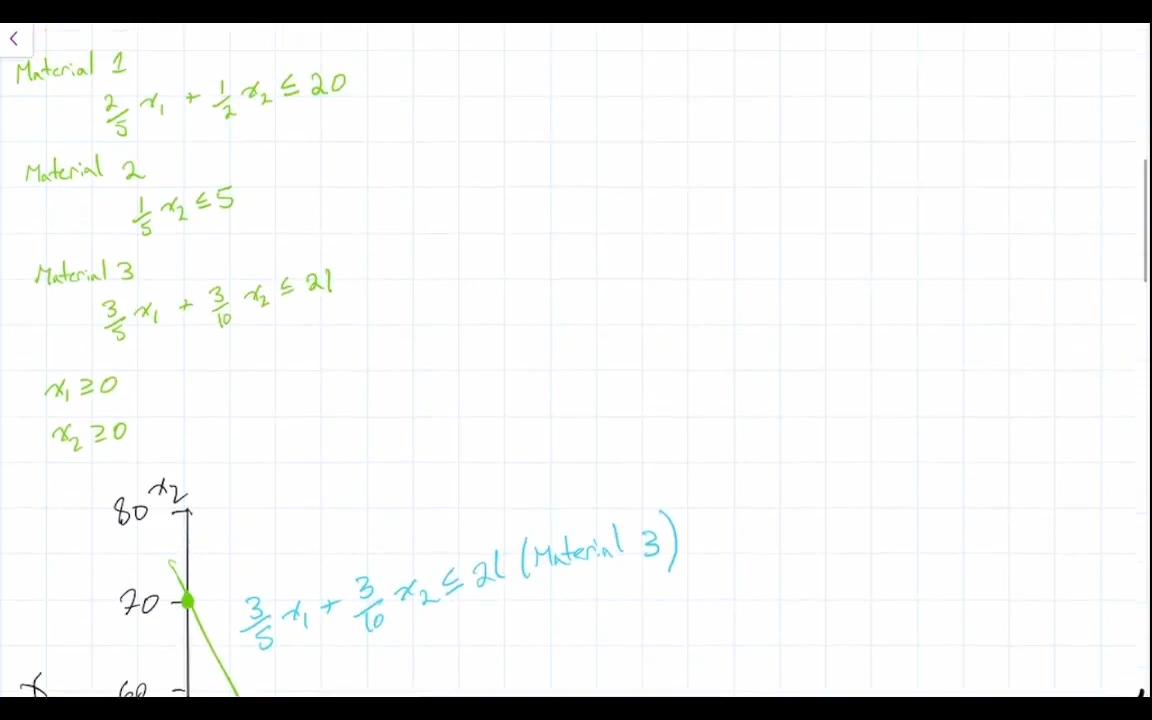 Material 1
2/5 x₁ + 1/2 x₂ ≤ 20
Material 2
1/5 x₂ ≤ 5
Material 3
3/5 x₁ + 3/10 x₂ ≤ 21
x₁ ≥ 0
x₂ ≥ 0
x₂
80
3/5 x₁ + 3/10 x₂ ≤ 21 (Material 3)
70
60